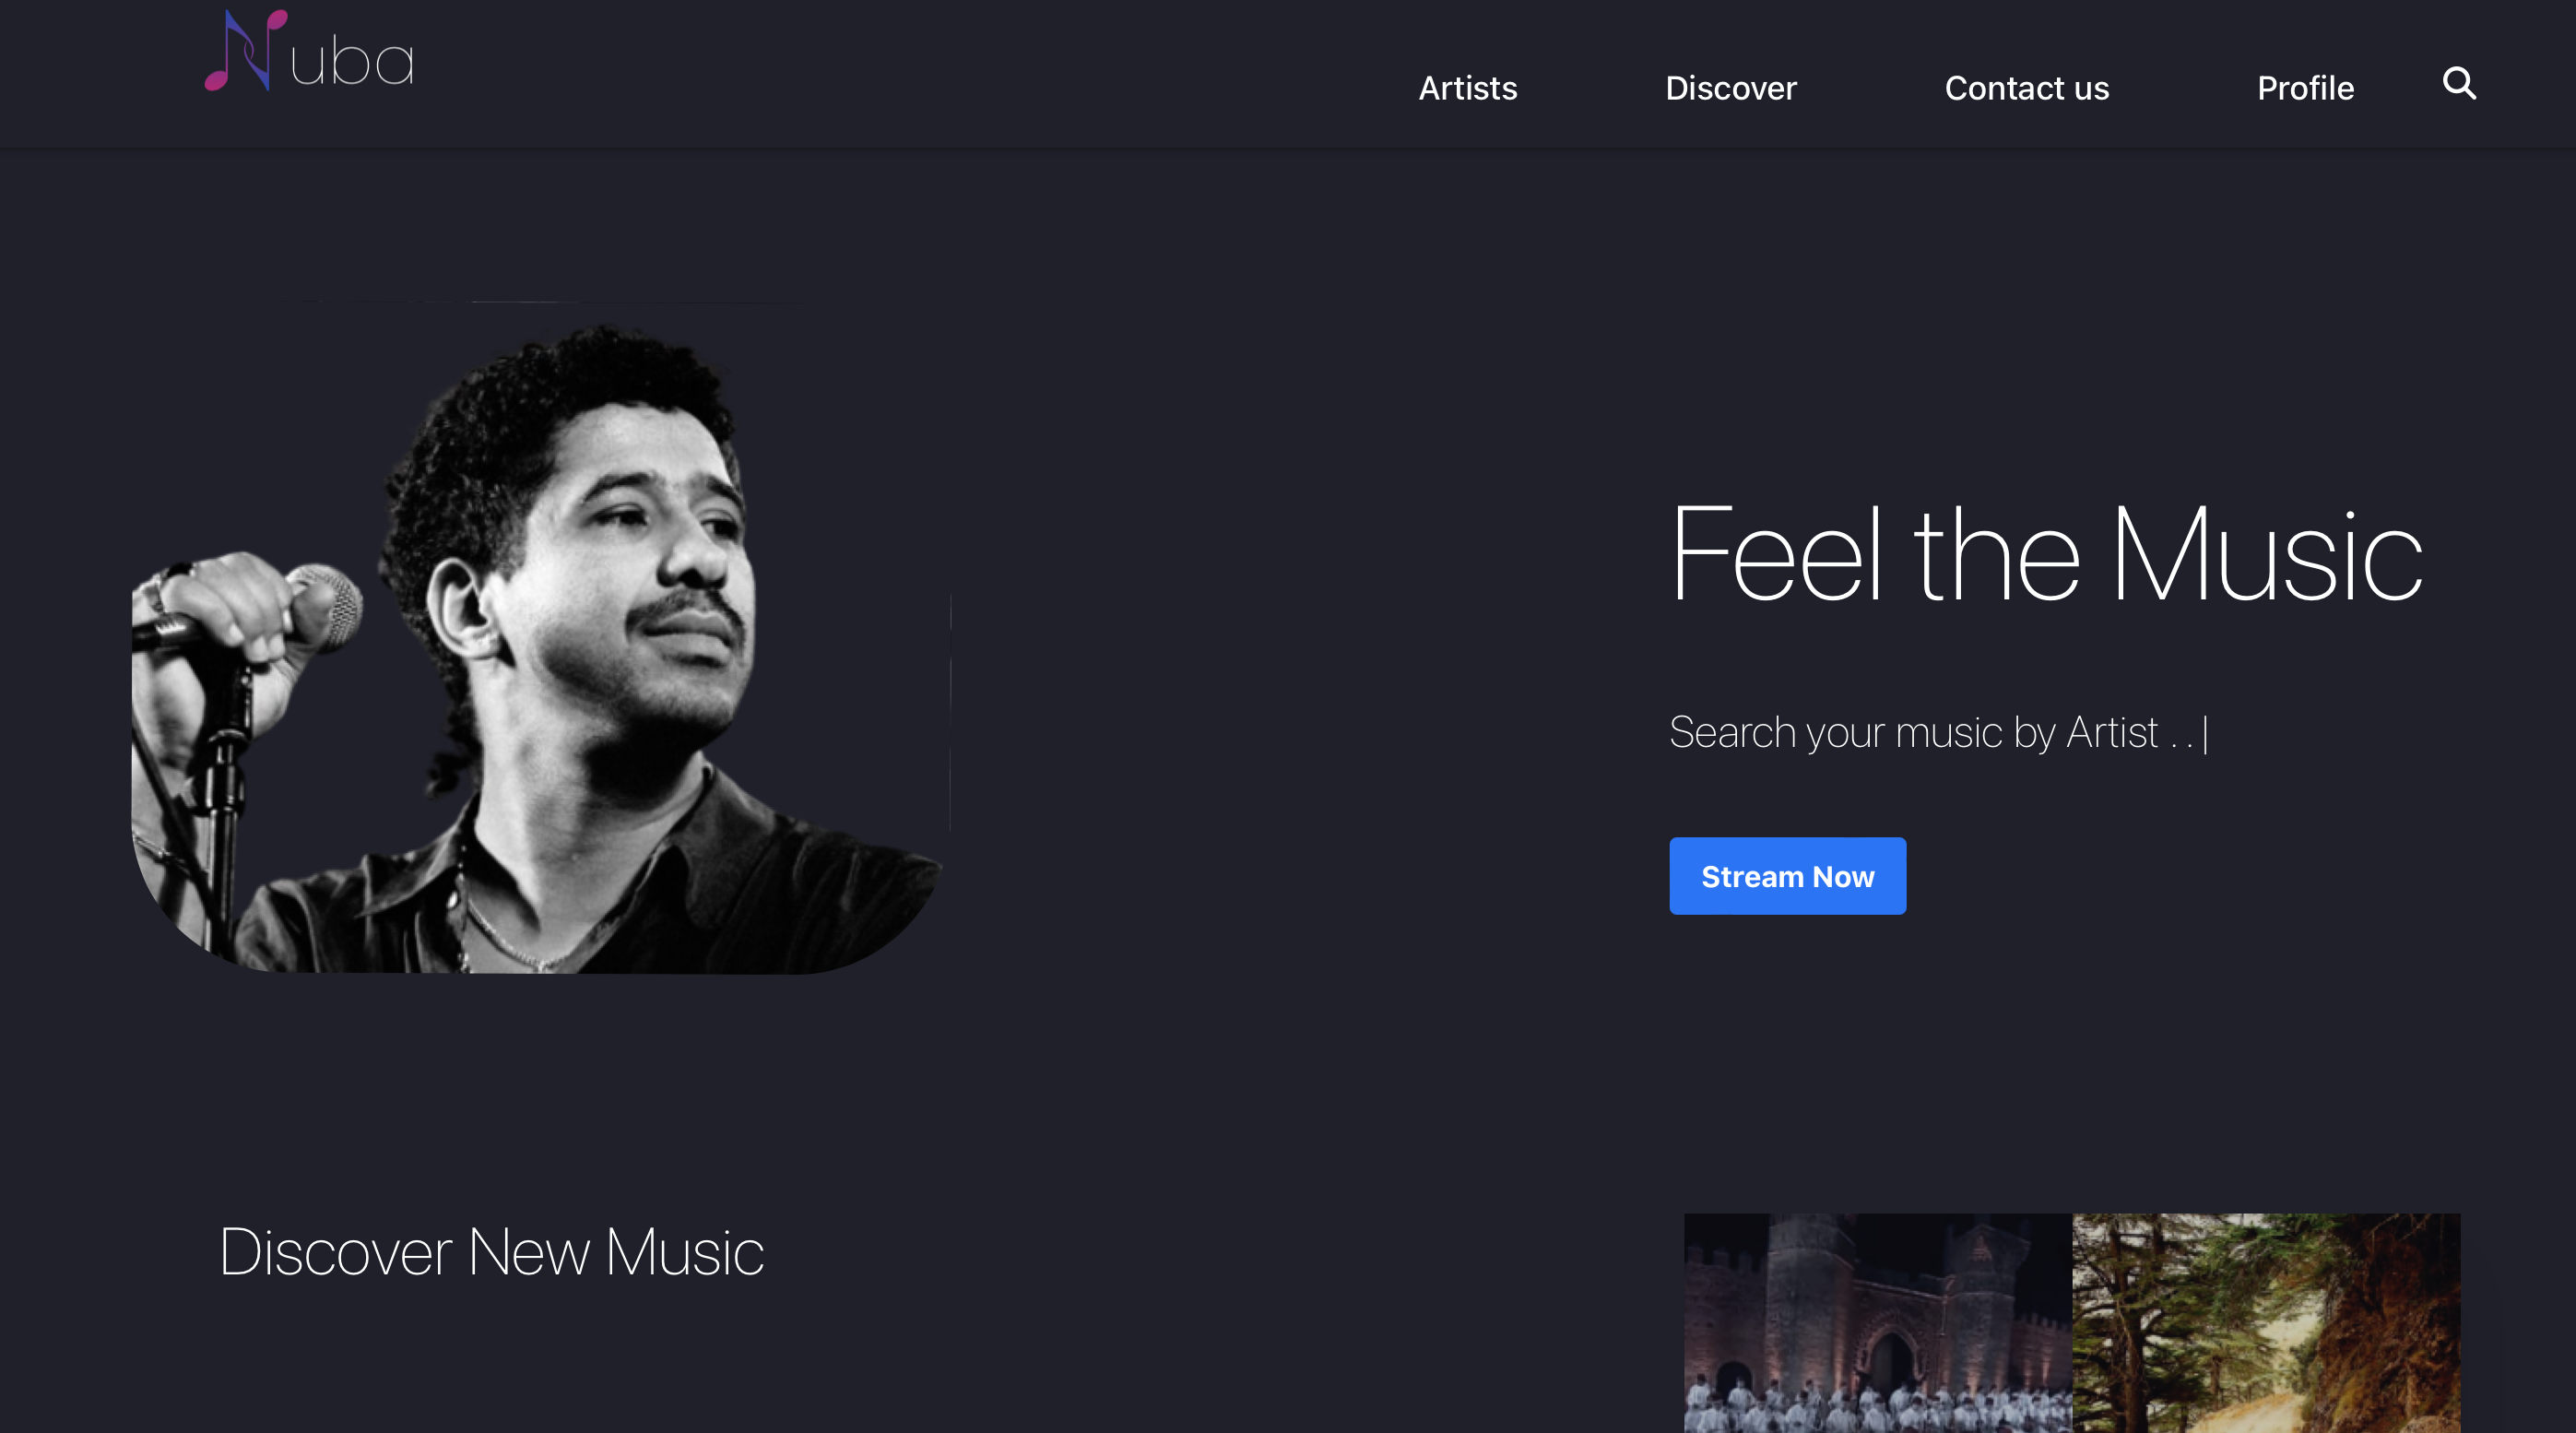 Nuba
Artists
Discover
Contact us
Profile
Feel the Music
Search your music by Artist . . |
Stream Now
Discover New Music